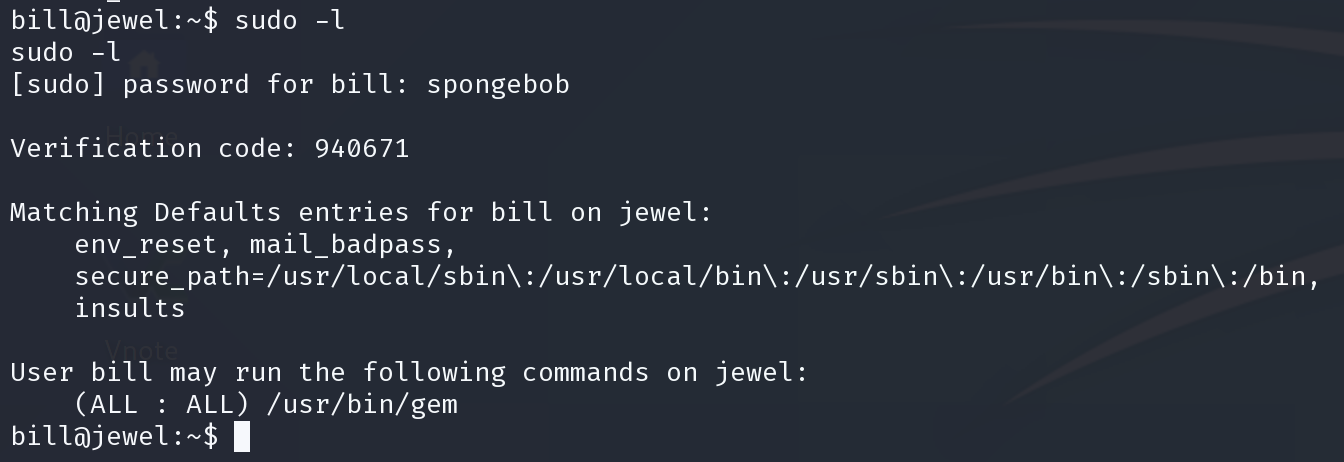 bill@jewel:~$ sudo -l
sudo -l
[sudo] password for bill: spongebob
Home
Verification code: 940671
Matching Defaults entries for bill on jewel:
    env_reset, mail_badpass,
    secure_path=/usr/local/sbin\:/usr/local/bin\:/usr/sbin\:/usr/bin\:/sbin\:/bin,
    insults
Vnote
User bill may run the following commands on jewel:
    (ALL : ALL) /usr/bin/gem
bill@jewel:~$